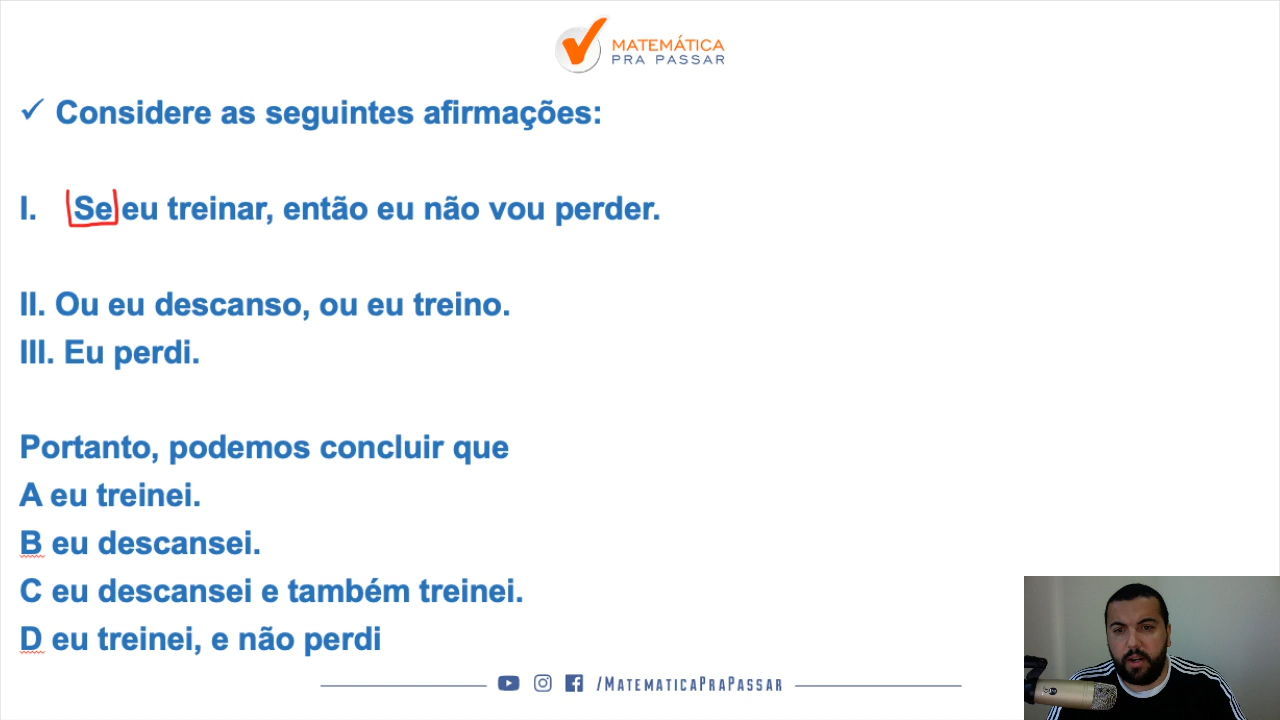 MATEMÁTICA
PRA PASSAR
✓ Considere as seguintes afirmações:
I. Se eu treinar, então eu não vou perder.
II. Ou eu descanso, ou eu treino.
III. Eu perdi.
Portanto, podemos concluir que
A eu treinei.
B eu descansei.
C eu descansei e também treinei.
D eu treinei, e não perdi
/MATEMATICAPRAPASSAR